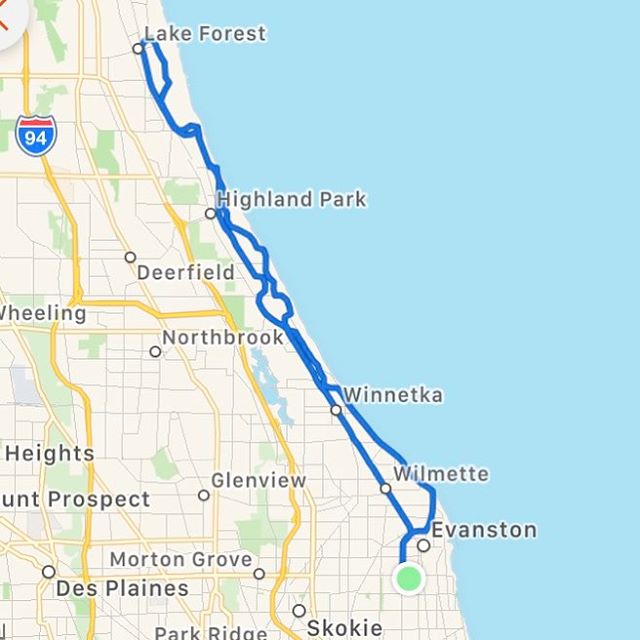 Lake Forest
94
Highland Park
Deerfield
Wheeling
Northbrook
Winnetka
Heights
Wilmette
Glenview
unt Prospect
Evanston
Morton Grove
Des Plaines
Skokie
Park Ridge